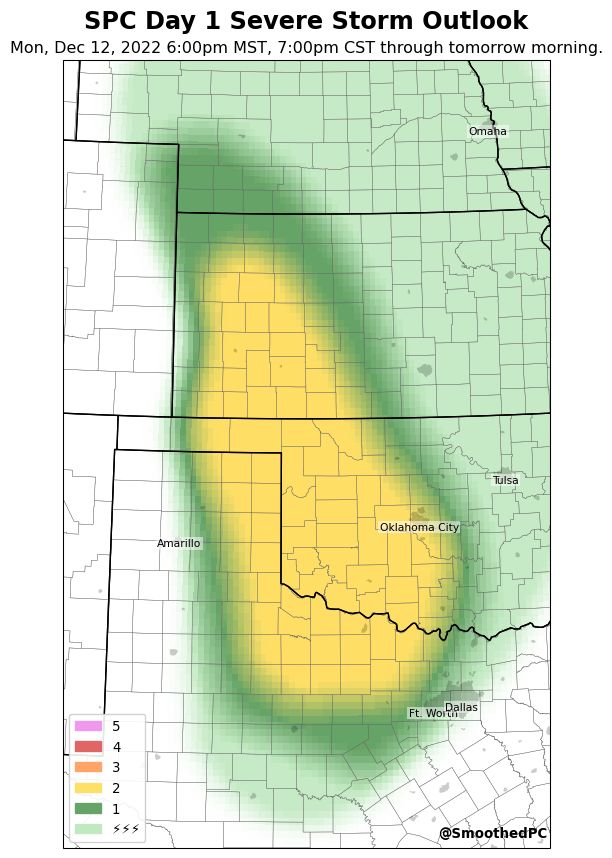 SPC Day 1 Severe Storm Outlook
Mon, Dec 12, 2022 6:00pm MST, 7:00pm CST through tomorrow morning.
Omaha
Tulsa
Oklahoma City
Amarillo
Dallas
Ft. Worth
5
4
3
2
1
⚡⚡⚡
@SmoothedPC